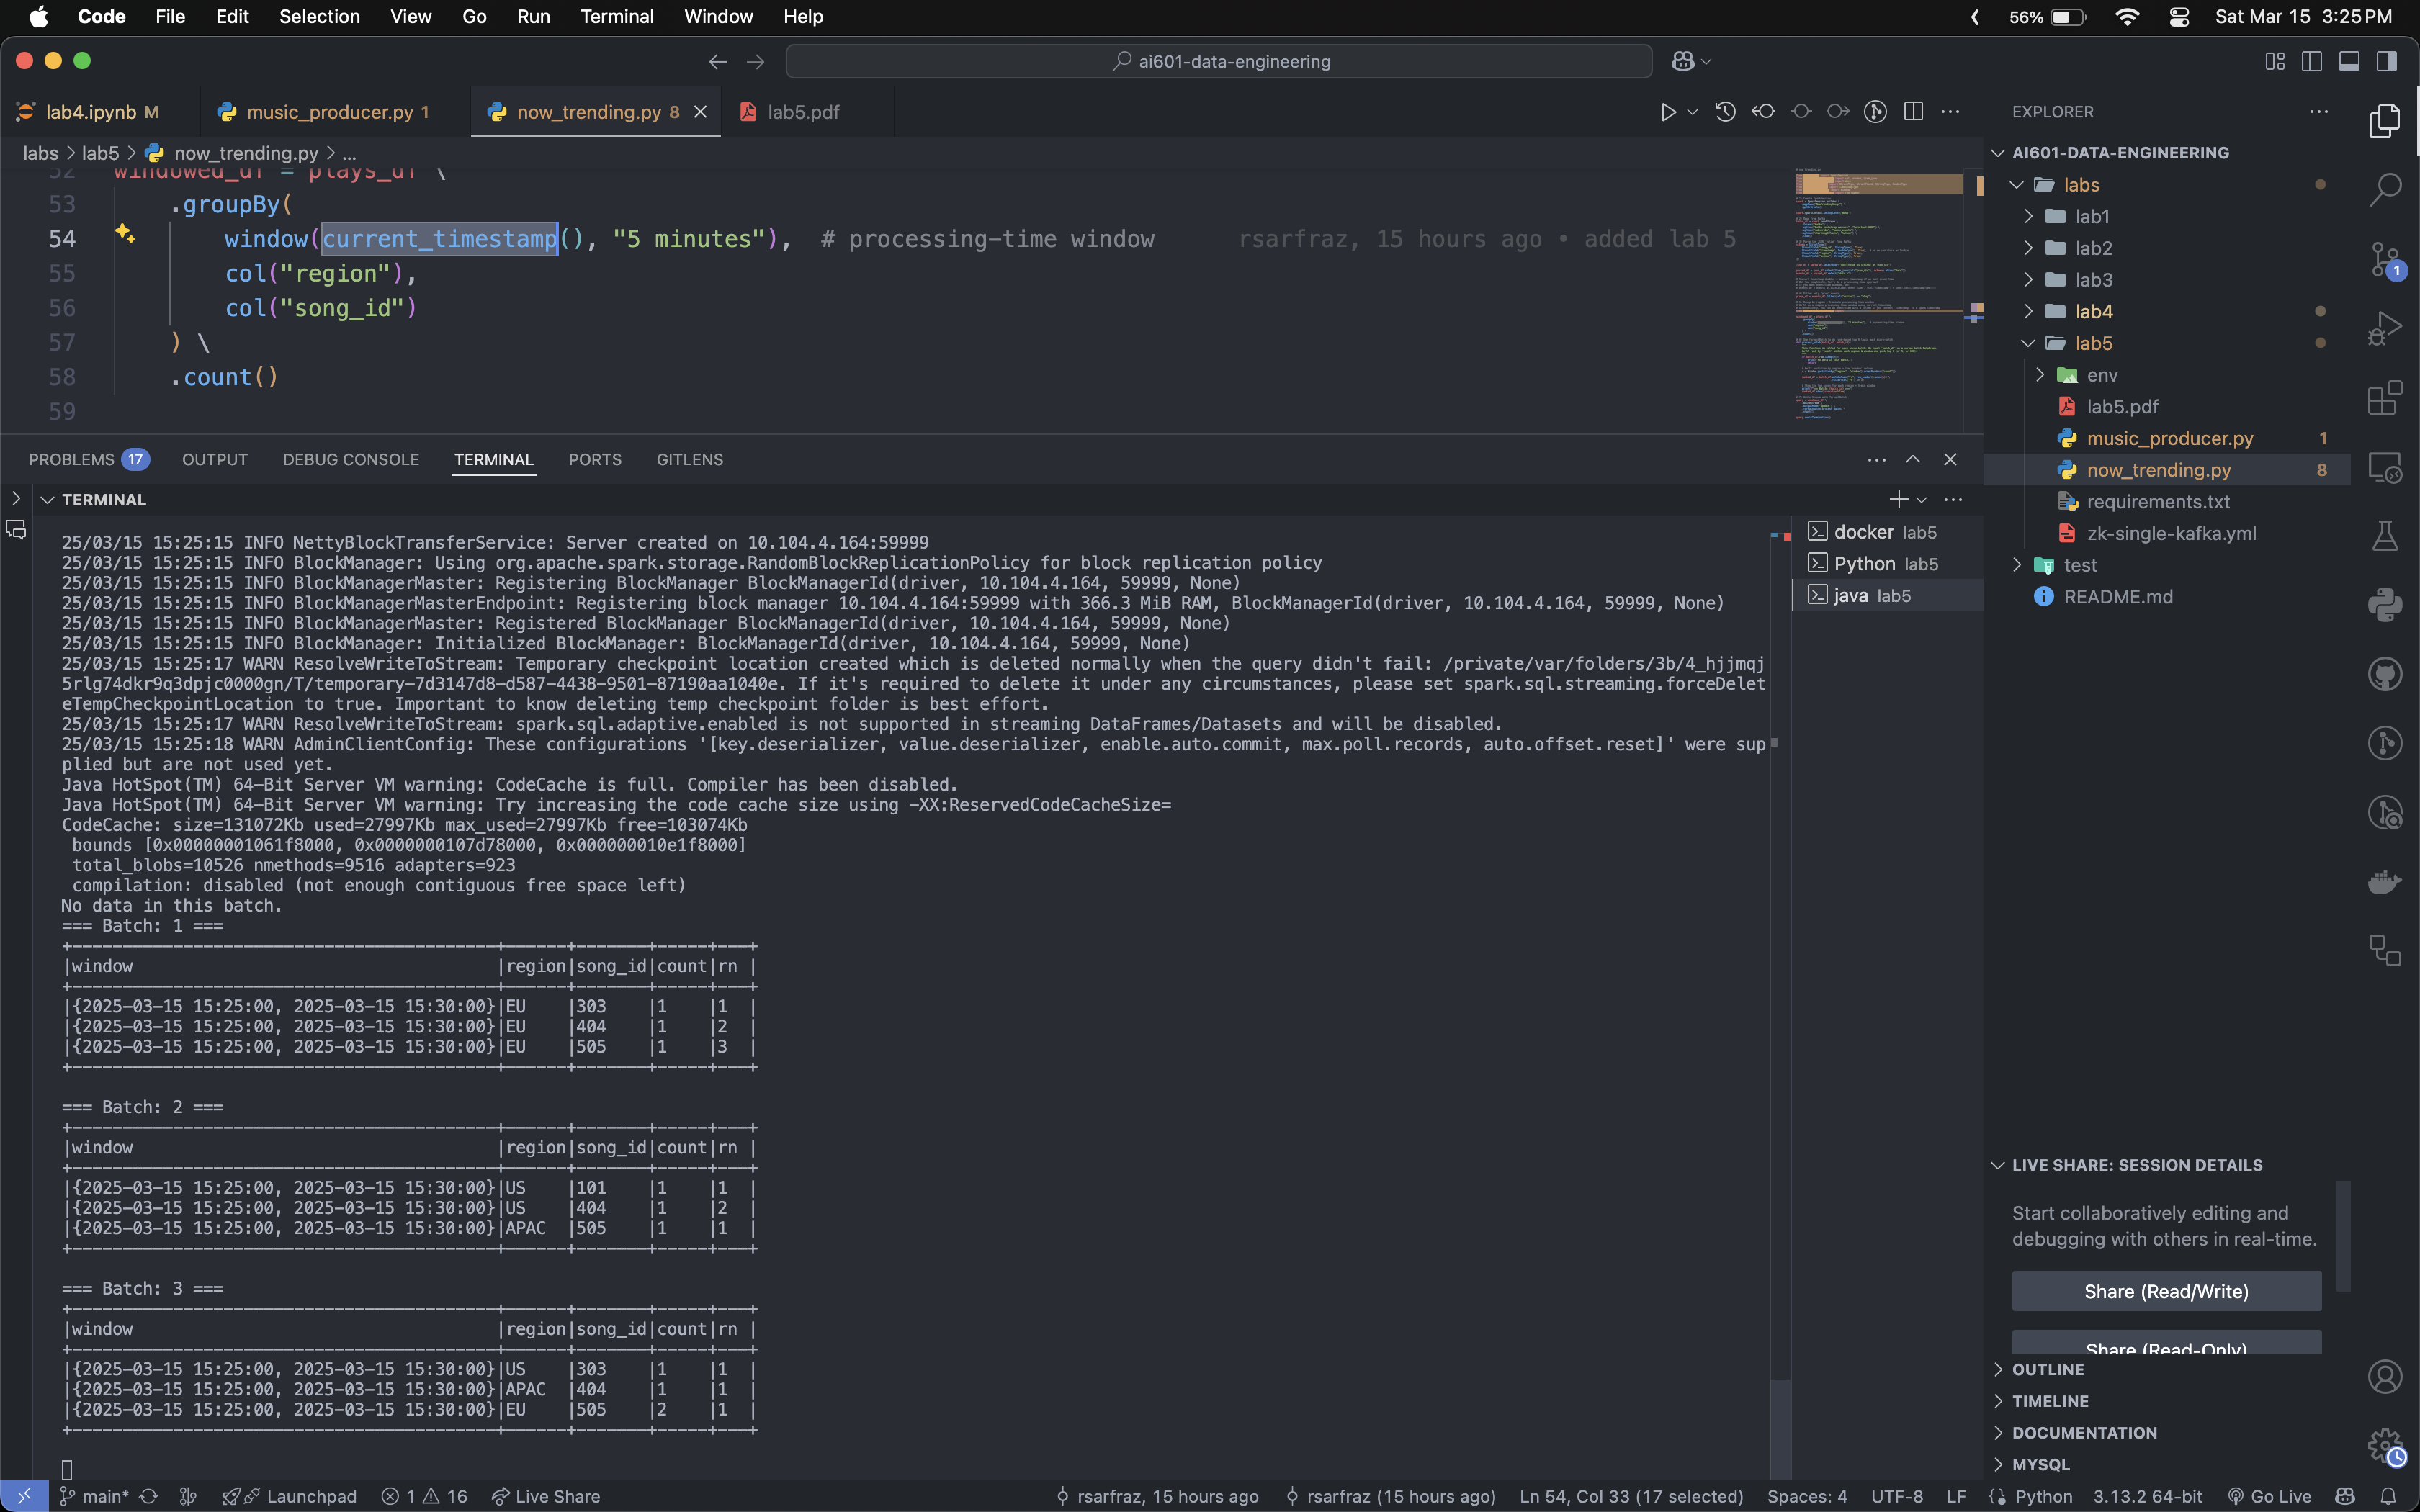 Code File Edit Selection View Go Run Terminal Window Help 56% Sat Mar 15 3:25 PM
ai601-data-engineering
lab4.ipynb M music_producer.py 1 now_trending.py 8 lab5.pdf
labs > lab5 > now_trending.py > ...
52 windowed_df = plays_df \
53 .groupBy(
54 window(current_timestamp(), "5 minutes"), # processing-time window rsarfraz, 15 hours ago • added lab 5
55 col("region"),
56 col("song_id")
57 ) \
58 .count()
59
PROBLEMS 17 OUTPUT DEBUG CONSOLE TERMINAL PORTS GITLENS
TERMINAL
25/03/15 15:25:15 INFO NettyBlockTransferService: Server created on 10.104.4.164:59999
25/03/15 15:25:15 INFO BlockManager: Using org.apache.spark.storage.RandomBlockReplicationPolicy for block replication policy
25/03/15 15:25:15 INFO BlockManagerMaster: Registering BlockManager BlockManagerId(driver, 10.104.4.164, 59999, None)
25/03/15 15:25:15 INFO BlockManagerMasterEndpoint: Registering block manager 10.104.4.164:59999 with 366.3 MiB RAM, BlockManagerId(driver, 10.104.4.164, 59999, None)
25/03/15 15:25:15 INFO BlockManagerMaster: Registered BlockManager BlockManagerId(driver, 10.104.4.164, 59999, None)
25/03/15 15:25:15 INFO BlockManager: Initialized BlockManager: BlockManagerId(driver, 10.104.4.164, 59999, None)
25/03/15 15:25:17 WARN ResolveWriteToStream: Temporary checkpoint location created which is deleted normally when the query didn't fail: /private/var/folders/3b/4_hjjmqj
5rlg74dkr9q3dpjc0000gn/T/temporary-7d3147d8-d587-4438-9501-87190aa1040e. If it's required to delete it under any circumstances, please set spark.sql.streaming.forceDelet
eTempCheckpointLocation to true. Important to know deleting temp checkpoint folder is best effort.
25/03/15 15:25:17 WARN ResolveWriteToStream: spark.sql.adaptive.enabled is not supported in streaming DataFrames/Datasets and will be disabled.
25/03/15 15:25:18 WARN AdminClientConfig: These configurations '[key.deserializer, value.deserializer, enable.auto.commit, max.poll.records, auto.offset.reset]' were sup
plied but are not used yet.
Java HotSpot(TM) 64-Bit Server VM warning: CodeCache is full. Compiler has been disabled.
Java HotSpot(TM) 64-Bit Server VM warning: Try increasing the code cache size using -XX:ReservedCodeCacheSize=
CodeCache: size=131072Kb used=27997Kb max_used=27997Kb free=103074Kb
bounds [0x00000001061f8000, 0x0000000107d78000, 0x000000010e1f8000]
total_blobs=10526 nmethods=9516 adapters=923
compilation: disabled (not enough contiguous free space left)
No data in this batch.
=== Batch: 1 ===
+------------------------------------------+------+-------+-----+---+
|window |region|song_id|count|rn |
+------------------------------------------+------+-------+-----+---+
|{2025-03-15 15:25:00, 2025-03-15 15:30:00}|EU |303 |1 |1 |
|{2025-03-15 15:25:00, 2025-03-15 15:30:00}|EU |404 |1 |2 |
|{2025-03-15 15:25:00, 2025-03-15 15:30:00}|EU |505 |1 |3 |
+------------------------------------------+------+-------+-----+---+
=== Batch: 2 ===
+------------------------------------------+------+-------+-----+---+
|window |region|song_id|count|rn |
+------------------------------------------+------+-------+-----+---+
|{2025-03-15 15:25:00, 2025-03-15 15:30:00}|US |101 |1 |1 |
|{2025-03-15 15:25:00, 2025-03-15 15:30:00}|US |404 |1 |2 |
|{2025-03-15 15:25:00, 2025-03-15 15:30:00}|APAC |505 |1 |1 |
+------------------------------------------+------+-------+-----+---+
=== Batch: 3 ===
+------------------------------------------+------+-------+-----+---+
|window |region|song_id|count|rn |
+------------------------------------------+------+-------+-----+---+
|{2025-03-15 15:25:00, 2025-03-15 15:30:00}|US |303 |1 |1 |
|{2025-03-15 15:25:00, 2025-03-15 15:30:00}|APAC |404 |1 |1 |
|{2025-03-15 15:25:00, 2025-03-15 15:30:00}|EU |505 |2 |1 |
+------------------------------------------+------+-------+-----+---+
docker lab5
Python lab5
java lab5
EXPLORER
AI601-DATA-ENGINEERING
labs
lab1
lab2
lab3
lab4
lab5
env
lab5.pdf
music_producer.py 1
now_trending.py 8
requirements.txt
zk-single-kafka.yml
test
README.md
LIVE SHARE: SESSION DETAILS
Start collaboratively editing and
debugging with others in real-time.
Share (Read/Write)
Share (Read-Only)
OUTLINE
TIMELINE
DOCUMENTATION
MYSQL
1
main* Launchpad 1 16 Live Share rsarfraz, 15 hours ago rsarfraz (15 hours ago) Ln 54, Col 33 (17 selected) Spaces: 4 UTF-8 LF Python 3.13.2 64-bit Go Live